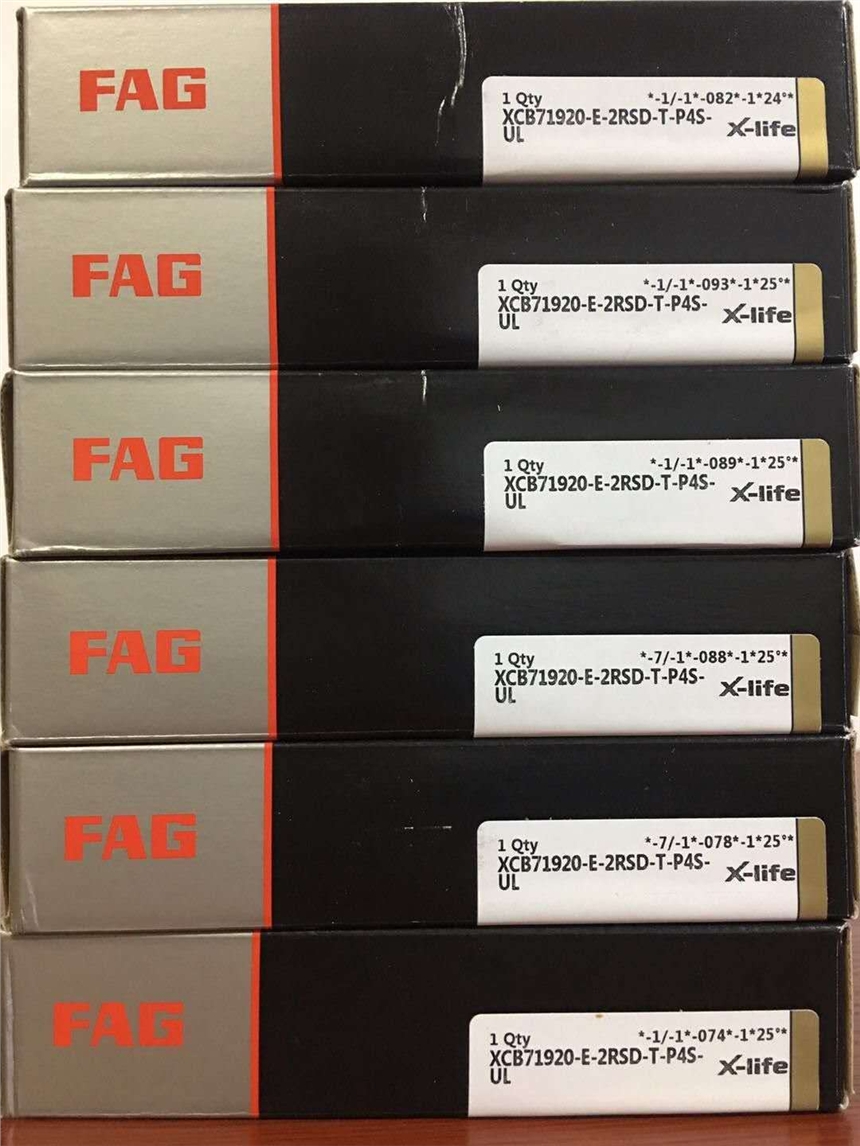 FAG
1 Qty *-1/-1*-082*-1*24°*
XCB71920-E-2RSD-T-P4S-
UL X-life
FAG
1 Qty *-1/-1*-093*-1*25°*
XCB71920-E-2RSD-T-P4S-
UL X-life
FAG
1 Qty *-1/-1*-089*-1*25°*
XCB71920-E-2RSD-T-P4S-
UL X-life
FAG
1 Qty *-7/-1*-088*-1*25°*
XCB71920-E-2RSD-T-P4S-
UL X-life
FAG
1 Qty *-7/-1*-078*-1*25°*
XCB71920-E-2RSD-T-P4S-
UL X-life
FAG
1 Qty *-1/-1*-074*-1*25°*
XCB71920-E-2RSD-T-P4S-
UL X-life